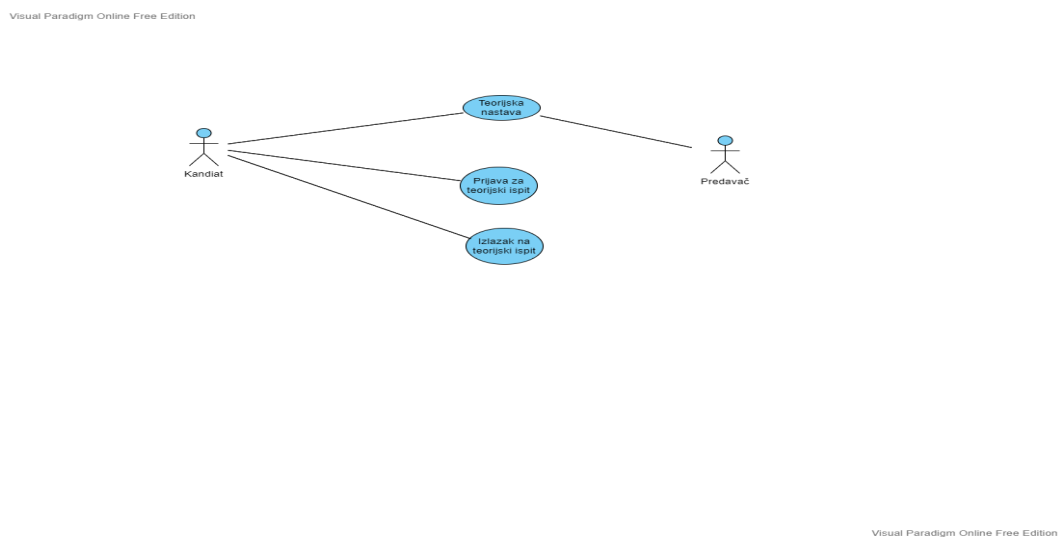 Visual Paradigm Online Free Edition
Teorijska
nastava
Kandiat
Predavač
Prijava za
teorijski ispit
Izlazak na
teorijski ispit
Visual Paradigm Online Free Edition